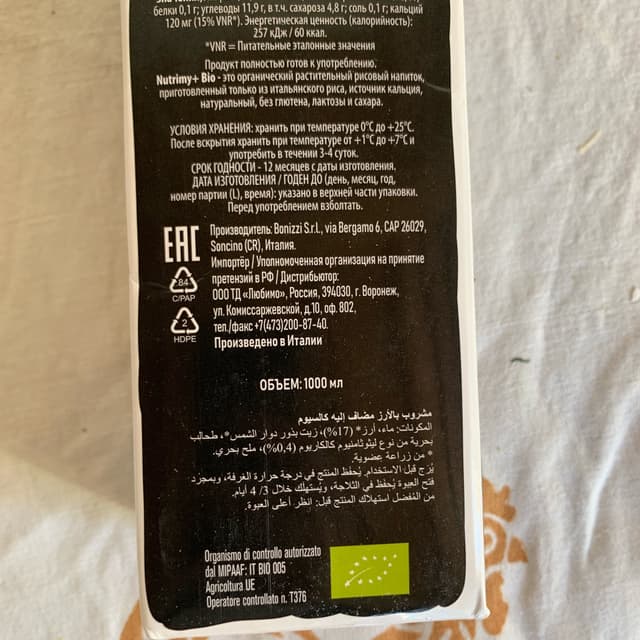 белки 0,1 г; углеводы 11,9 г, в т.ч. сахароза 4,8 г; соль 0,1 г; кальций
120 мг (15% VNR*). Энергетическая ценность (калорийность):
257 кДж / 60 ккал.
*VNR = Питательные эталонные значения
Продукт полностью готов к употреблению.
Nutrimy+ Bio - это органический растительный рисовый напиток,
приготовленный только из итальянского риса, источник кальция,
натуральный, без глютена, лактозы и сахара.
УСЛОВИЯ ХРАНЕНИЯ: хранить при температуре 0°С до +25°С.
После вскрытия хранить при температуре от +1°С до +7°С и
употребить в течении 3-4 суток.
СРОК ГОДНОСТИ - 12 месяцев с даты изготовления.
ДАТА ИЗГОТОВЛЕНИЯ / ГОДЕН ДО (день, месяц, год,
номер партии (L), время): указано в верхней части упаковки.
Перед употреблением взболтать.
EAC
Производитель: Bonizzi S.r.L., via Bergamo 6, CAP 26029,
Soncino (CR), Италия.
Импортёр / Уполномоченная организация на принятие
претензий в РФ / Дистрибьютор:
ООО ТД «Любимо», Россия, 394030, г. Воронеж,
ул. Комиссаржевской, д.10, оф. 802,
тел./факс +7(473)200-87-40.
Произведено в Италии
84
C/PAP
2
HDPE
ОБЪЕМ: 1000 мл
مشروب بالأرز مضاف إليه كالسيوم
المكونات: ماء، أرز* (17%)، زيت بذور دوار الشمس*، طحالب
بحرية من نوع ليثوثامنيوم كالكاريوم (0,4%)، ملح بحري.
* من زراعة عضوية.
يُرج قبل الاستخدام. يُحفظ المنتج في درجة حرارة الغرفة، وبمجرد
فتح العبوة يُحفظ في الثلاجة، ويُستهلك خلال 3/ 4 أيام.
من المُفضل استهلاك المنتج قبل: انظر أعلى العبوة.
Organismo di controllo autorizzato
dal MIPAAF: IT BIO 005
Agricoltura UE
Operatore controllato n. T376